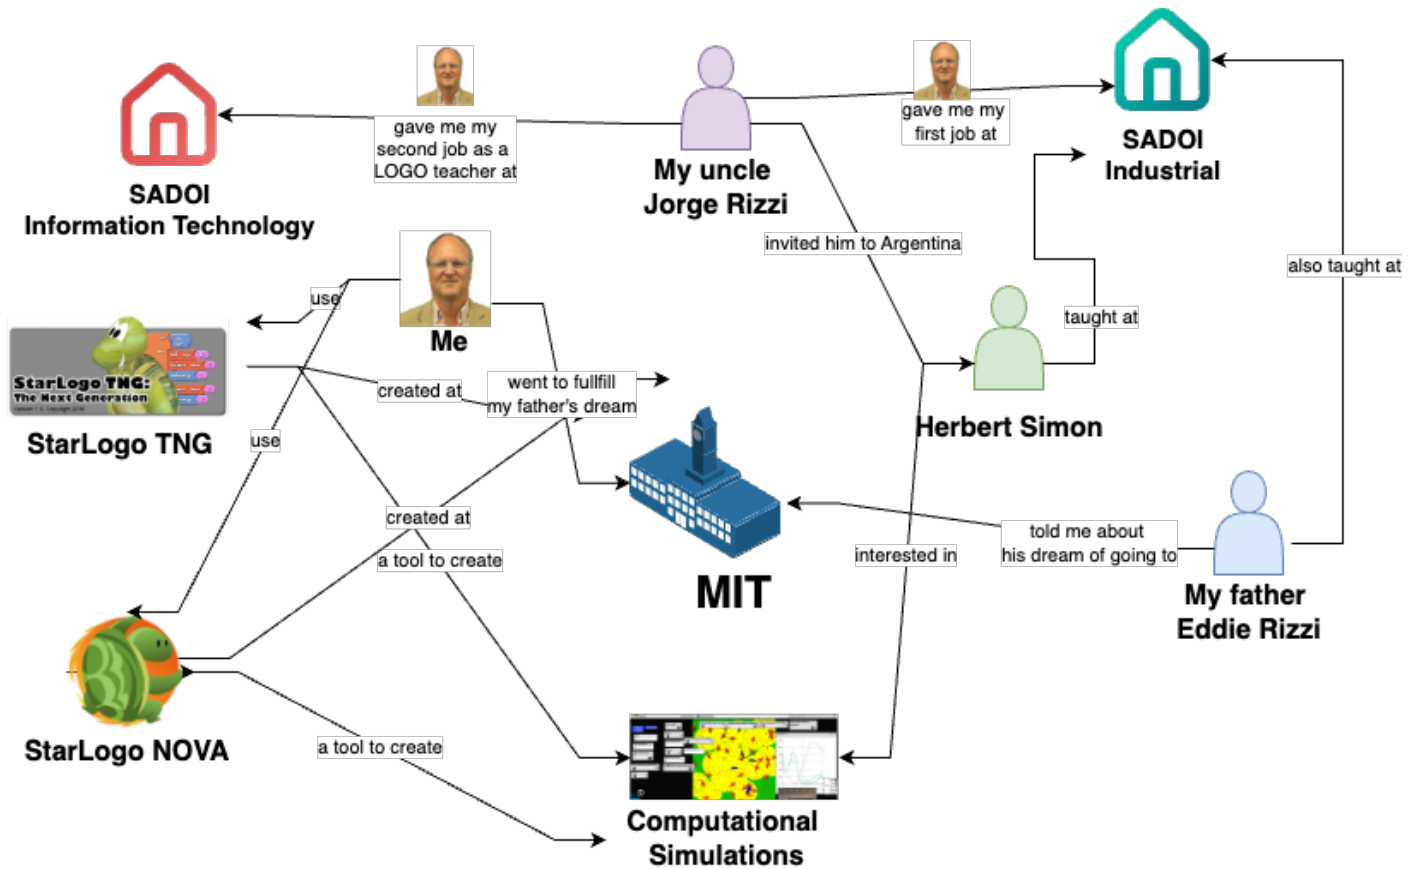 gave me my
second job as a
LOGO teacher at
gave me my
first job at
SADOI
Industrial
My uncle
Jorge Rizzi
SADOI
Information Technology
invited him to Argentina
also taught at
use
taught at
Me
StarLogo TNG:
The Next Generation
created at
went to fullfill
my father's dream
StarLogo TNG
use
Herbert Simon
created at
a tool to create
interested in
told me about
his dream of going to
MIT
My father
Eddie Rizzi
StarLogo NOVA
a tool to create
Computational
Simulations